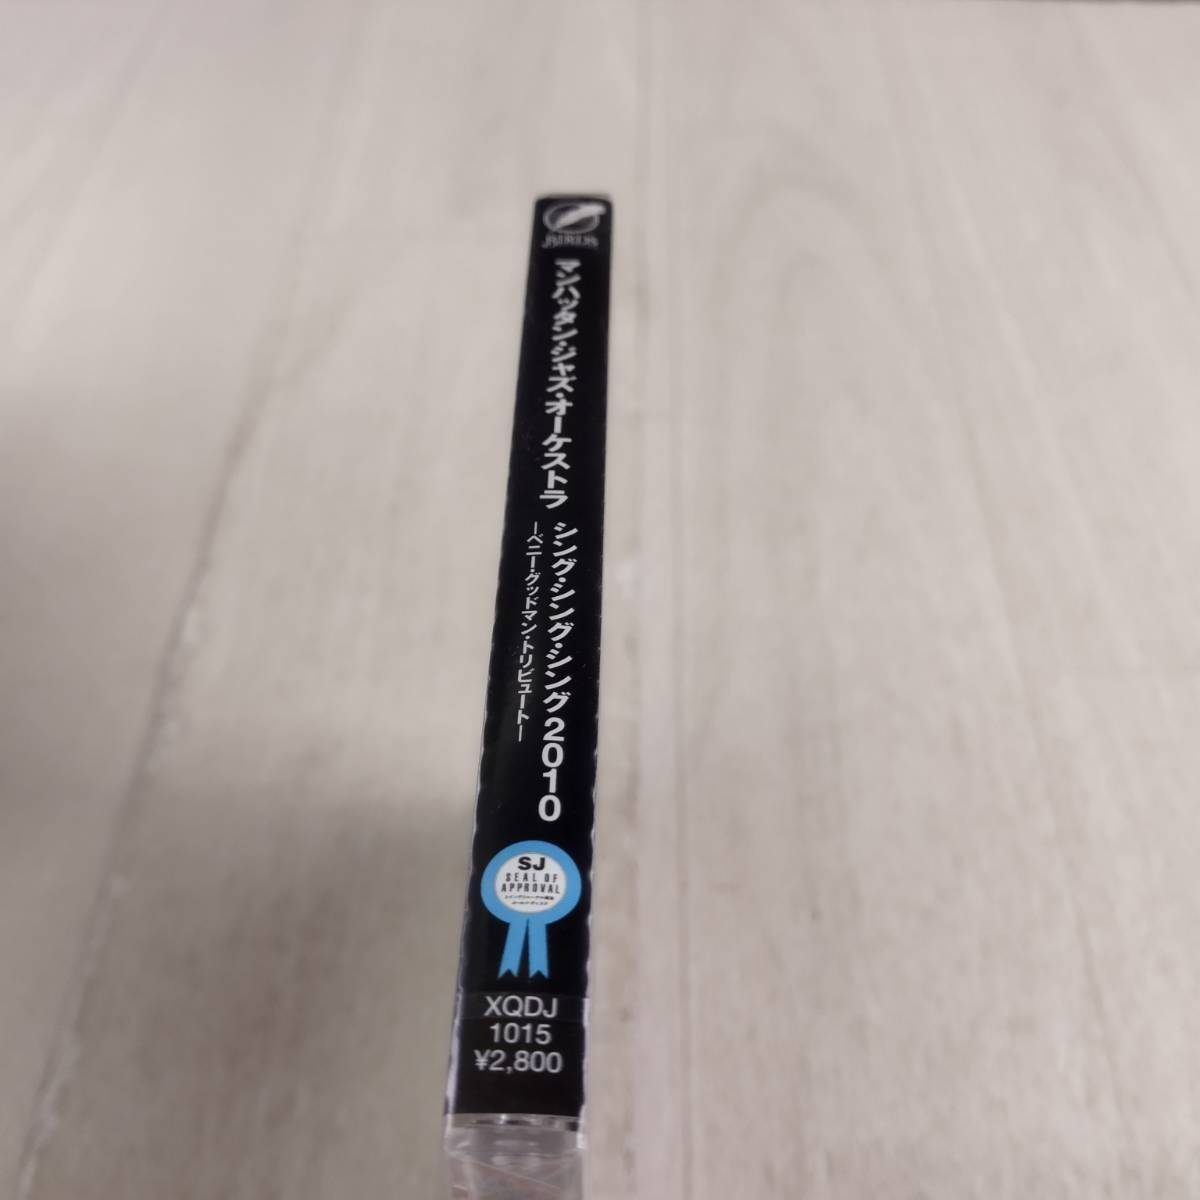 マンハッタン・ジャズ・オーケストラ
シング・シング・シング2010
ーベニー・グッドマン・トリビュートー
SJ
SEAL OF
APPROVAL
XQDJ
1015
¥2,800